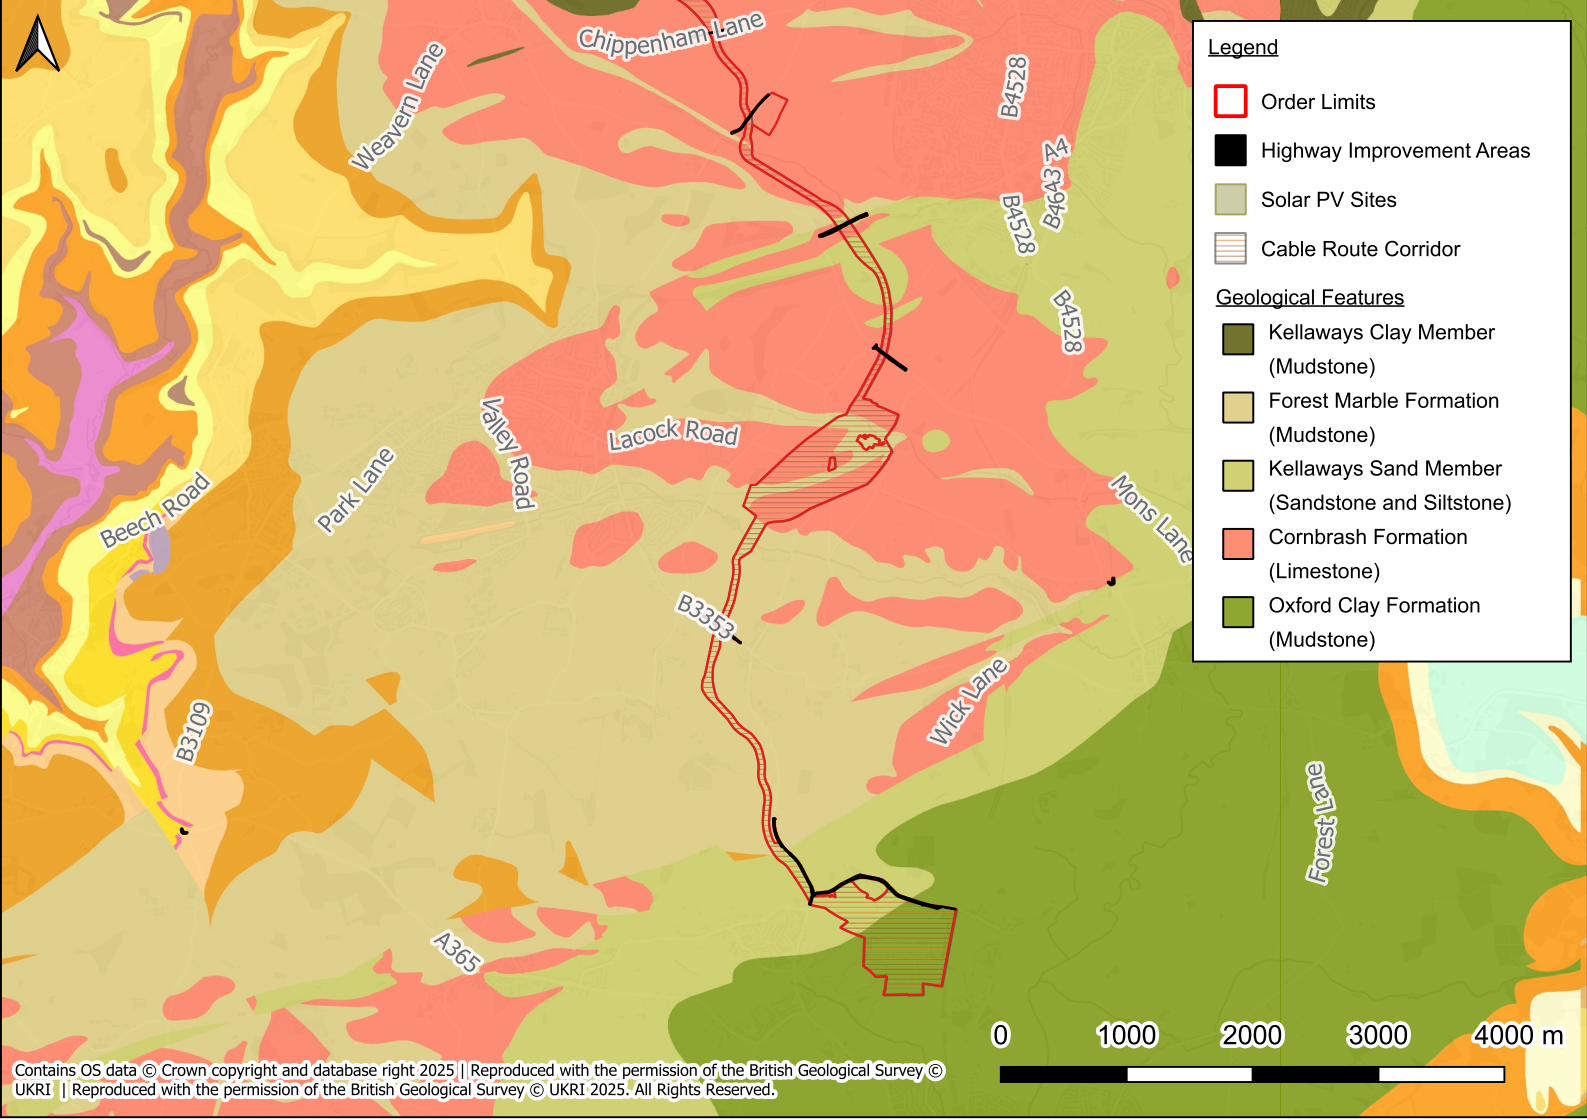 Chippenham Lane
Weavern Lane
B4528
A4
B4643
B4528
B4528
Valley Road
Lacock Road
Park Lane
Beech Road
Mons Lane
B3353
Wick Lane
B3109
Forest Lane
A365
Legend
Order Limits
Highway Improvement Areas
Solar PV Sites
Cable Route Corridor
Geological Features
Kellaways Clay Member
(Mudstone)
Forest Marble Formation
(Mudstone)
Kellaways Sand Member
(Sandstone and Siltstone)
Cornbrash Formation
(Limestone)
Oxford Clay Formation
(Mudstone)
0 1000 2000 3000 4000 m
Contains OS data © Crown copyright and database right 2025 | Reproduced with the permission of the British Geological Survey ©
UKRI | Reproduced with the permission of the British Geological Survey © UKRI 2025. All Rights Reserved.